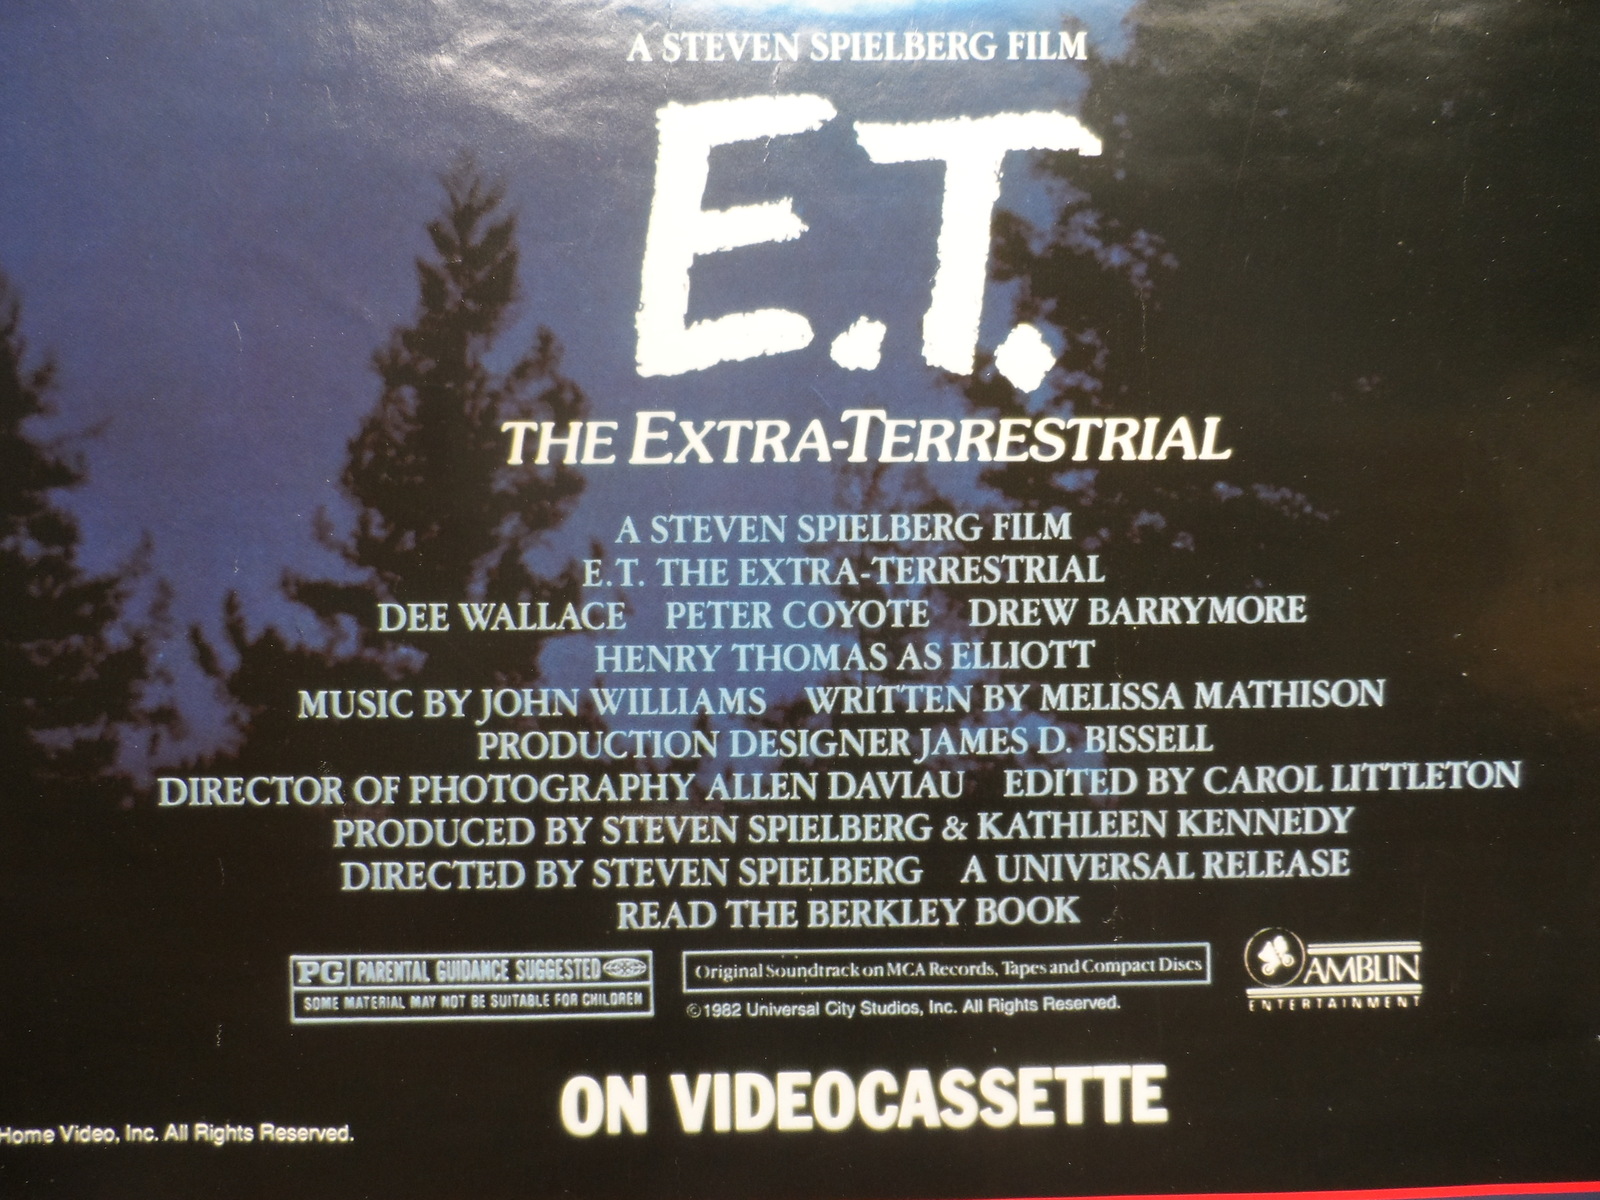 A STEVEN SPIELBERG FILM
E.T.
THE EXTRA-TERRESTRIAL
A STEVEN SPIELBERG FILM
E.T. THE EXTRA-TERRESTRIAL
DEE WALLACE PETER COYOTE DREW BARRYMORE
HENRY THOMAS AS ELLIOTT
MUSIC BY JOHN WILLIAMS WRITTEN BY MELISSA MATHISON
PRODUCTION DESIGNER JAMES D. BISSELL
DIRECTOR OF PHOTOGRAPHY ALLEN DAVIAU EDITED BY CAROL LITTLETON
PRODUCED BY STEVEN SPIELBERG & KATHLEEN KENNEDY
DIRECTED BY STEVEN SPIELBERG A UNIVERSAL RELEASE
READ THE BERKLEY BOOK
PG PARENTAL GUIDANCE SUGGESTED
SOME MATERIAL MAY NOT BE SUITABLE FOR CHILDREN
Original Soundtrack on MCA Records, Tapes and Compact Discs
©1982 Universal City Studios, Inc. All Rights Reserved.
AMBLIN
ENTERTAINMENT
ON VIDEOCASSETTE
Home Video, Inc. All Rights Reserved.